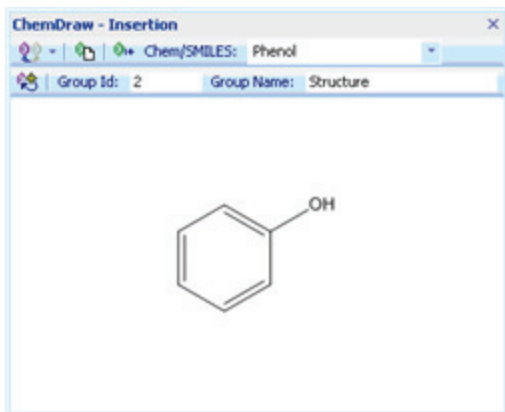 ChemDraw - Insertion
Chem/SMILES: Phenol
Group Id: 2 Group Name: Structure
OH